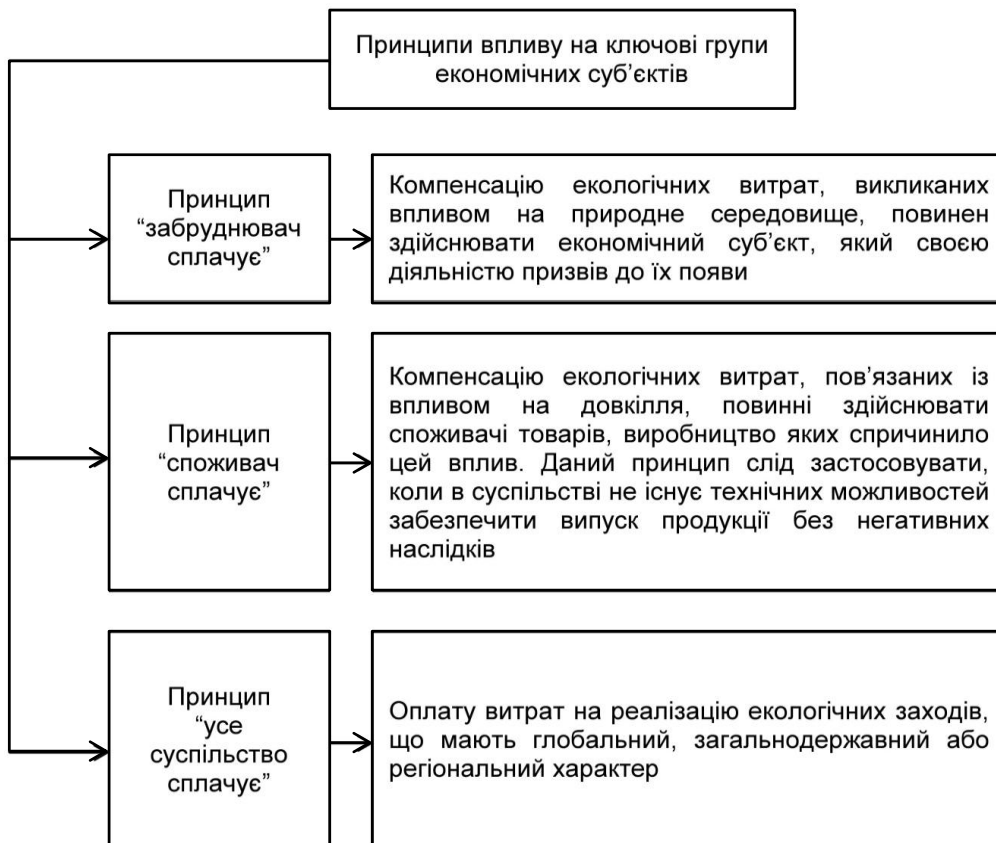 Принципи впливу на ключові групи
економічних суб’єктів
Принцип
“забруднювач
сплачує”
Компенсацію екологічних витрат, викликаних
впливом на природне середовище, повинен
здійснювати економічний суб’єкт, який своєю
діяльністю призвів до їх появи
Принцип
“споживач
сплачує”
Компенсацію екологічних витрат, пов’язаних із
впливом на довкілля, повинні здійснювати
споживачі товарів, виробництво яких спричинило
цей вплив. Даний принцип слід застосовувати,
коли в суспільстві не існує технічних можливостей
забезпечити випуск продукції без негативних
наслідків
Принцип
“усе
суспільство
сплачує”
Оплату витрат на реалізацію екологічних заходів,
що мають глобальний, загальнодержавний або
регіональний характер